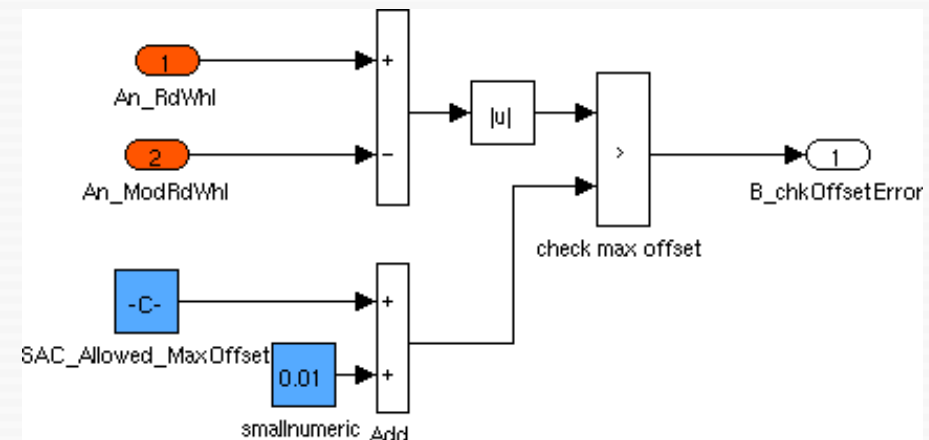 1
An_RdWhl
+
2
An_ModRdWhl
−
|u|
>
check max offset
1
B_chkOffsetError
-C-
SAC_Allowed_MaxOffset
+
0.01
smallnumeric
+
Add